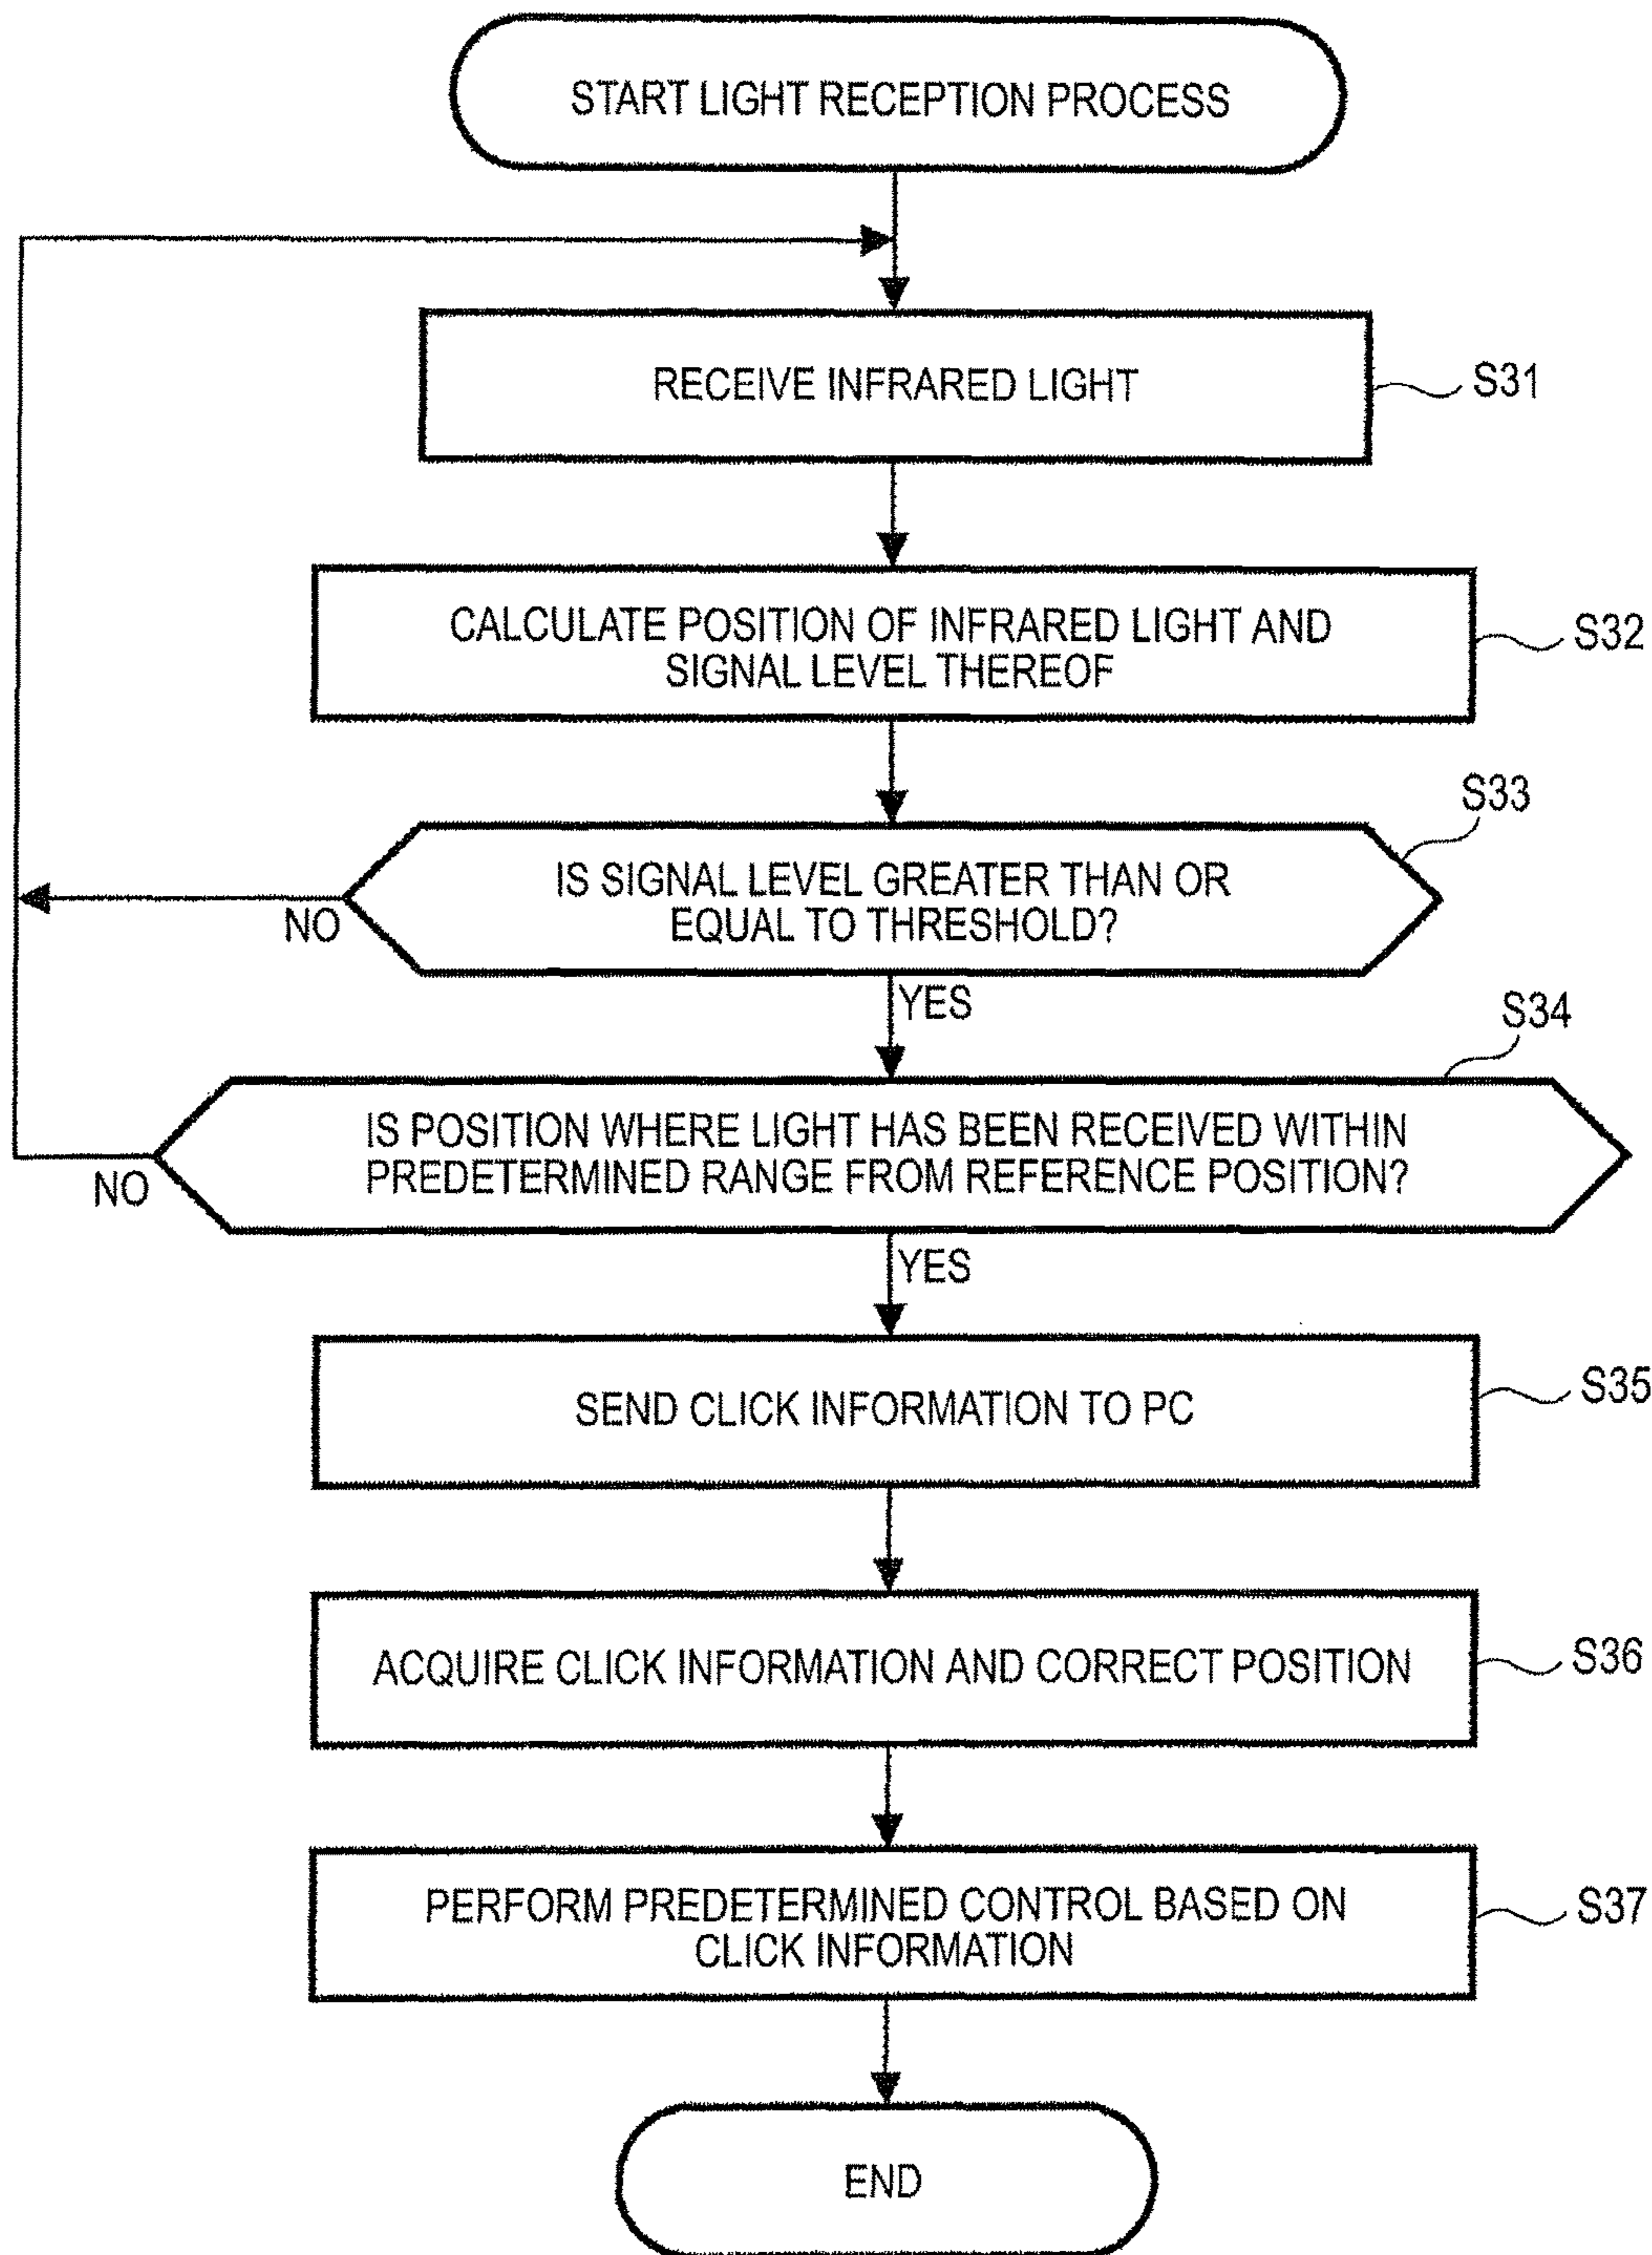 START LIGHT RECEPTION PROCESS
RECEIVE INFRARED LIGHT
S31
CALCULATE POSITION OF INFRARED LIGHT AND
SIGNAL LEVEL THEREOF
S32
S33
IS SIGNAL LEVEL GREATER THAN OR
EQUAL TO THRESHOLD?
NO
YES
S34
IS POSITION WHERE LIGHT HAS BEEN RECEIVED WITHIN
PREDETERMINED RANGE FROM REFERENCE POSITION?
NO
YES
SEND CLICK INFORMATION TO PC
S35
ACQUIRE CLICK INFORMATION AND CORRECT POSITION
S36
PERFORM PREDETERMINED CONTROL BASED ON
CLICK INFORMATION
S37
END